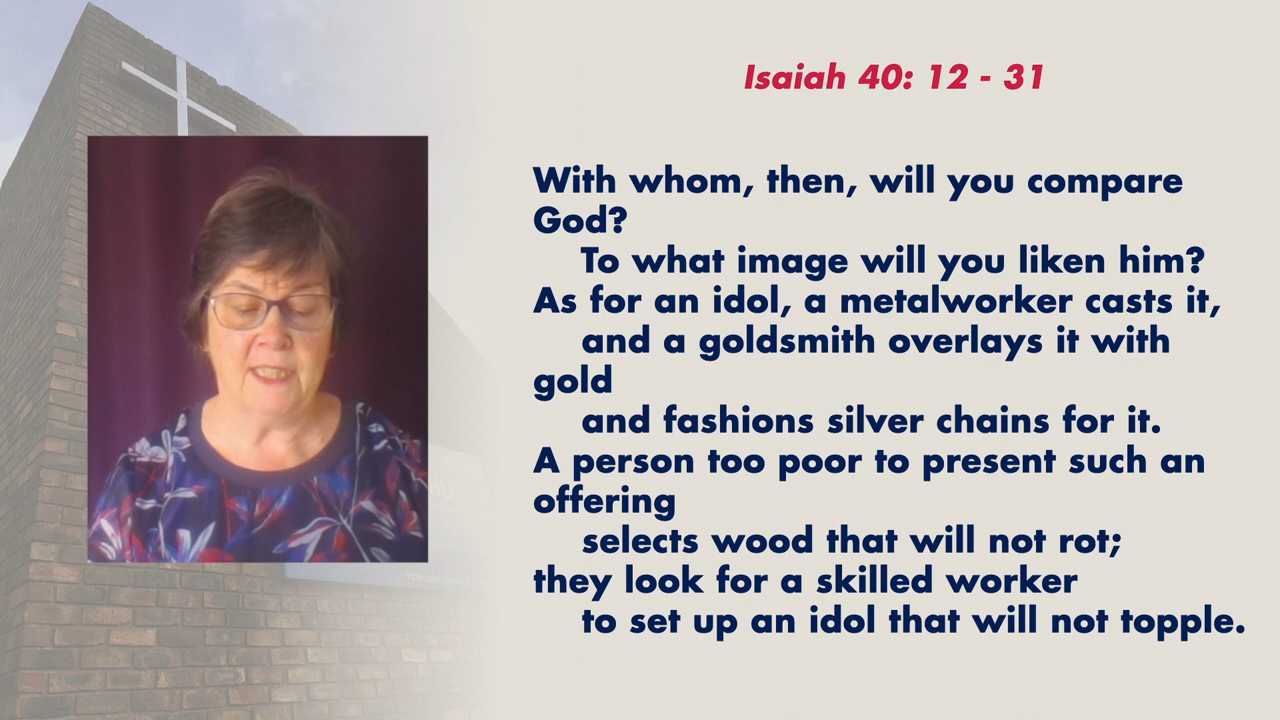 Isaiah 40: 12 - 31
With whom, then, will you compare
God?
To what image will you liken him?
As for an idol, a metalworker casts it,
and a goldsmith overlays it with
gold
and fashions silver chains for it.
A person too poor to present such an
offering
selects wood that will not rot;
they look for a skilled worker
to set up an idol that will not topple.